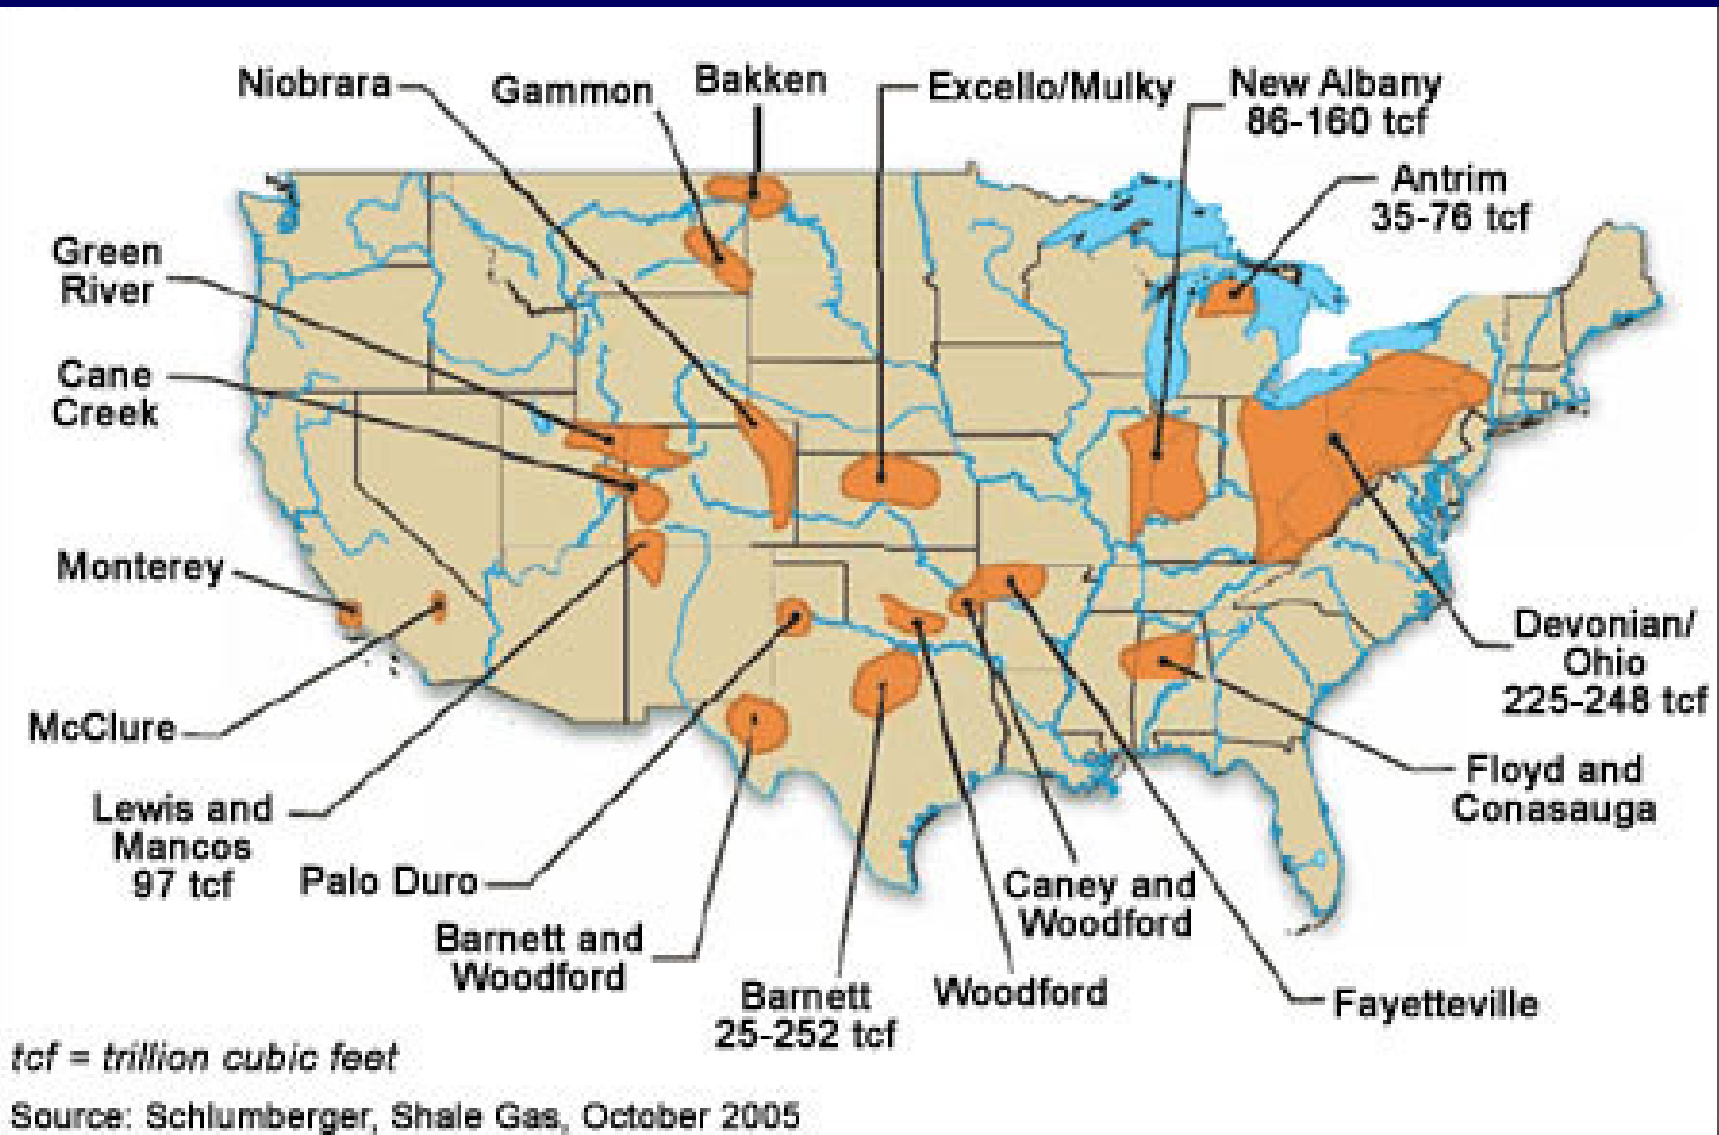 Niobrara
Gammon
Bakken
Excello/Mulky
New Albany
86-160 tcf
Antrim
35-76 tcf
Green
River
Cane
Creek
Monterey
McClure
Lewis and
Mancos
97 tcf
Palo Duro
Barnett and
Woodford
Barnett
25-252 tcf
Woodford
Caney and
Woodford
Fayetteville
Floyd and
Conasauga
Devonian/
Ohio
225-248 tcf
tcf = trillion cubic feet
Source: Schlumberger, Shale Gas, October 2005